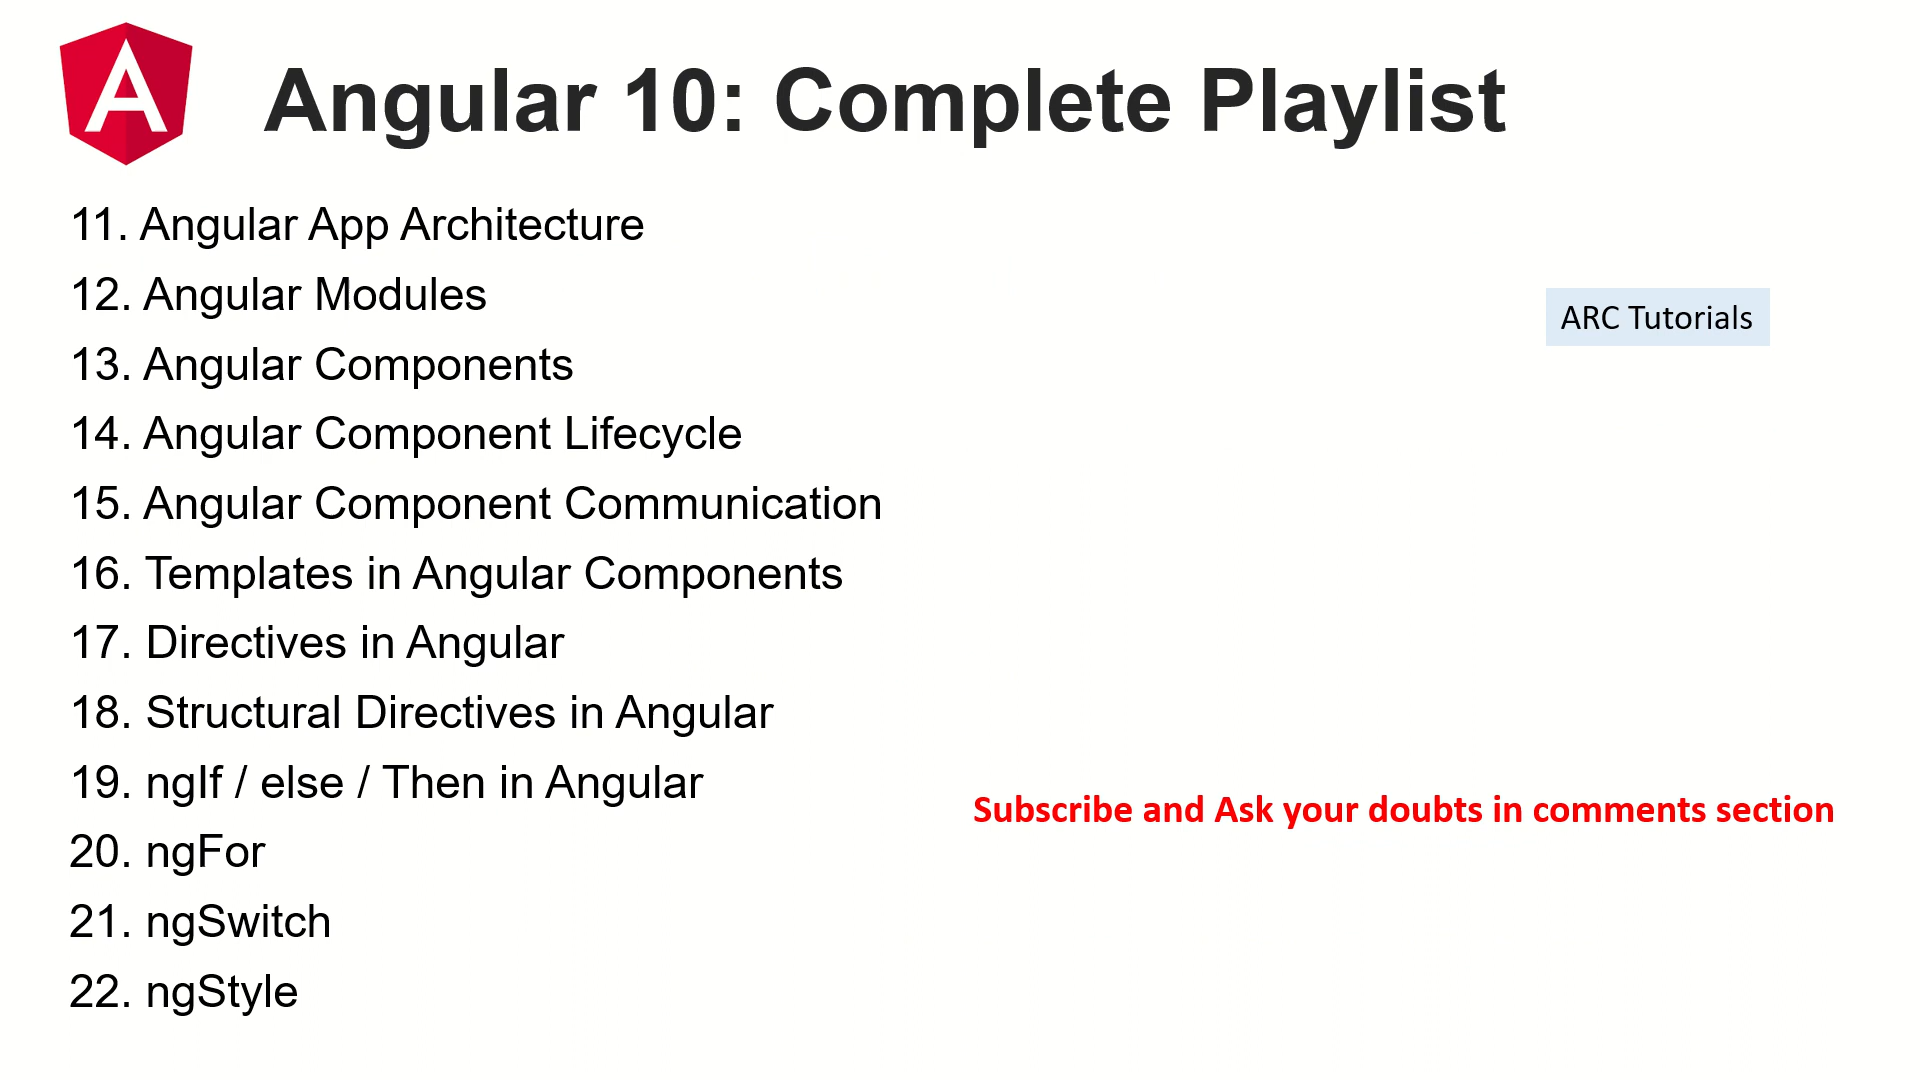 Angular 10: Complete Playlist
11. Angular App Architecture
12. Angular Modules
13. Angular Components
14. Angular Component Lifecycle
15. Angular Component Communication
16. Templates in Angular Components
17. Directives in Angular
18. Structural Directives in Angular
19. ngIf / else / Then in Angular
20. ngFor
21. ngSwitch
22. ngStyle
ARC Tutorials
Subscribe and Ask your doubts in comments section